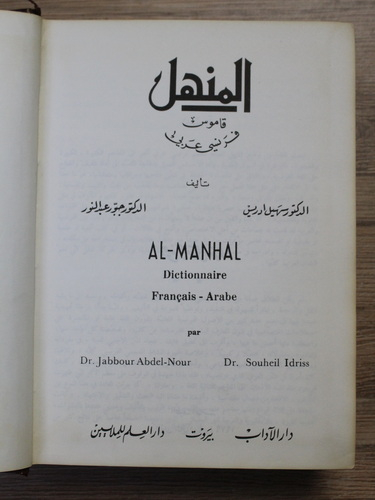 المنهل
قاموس
فرنسي عربي
تأليف
الدكتور سهيل ادريس الدكتور جبور عبد النور
AL-MANHAL
Dictionnaire
Français - Arabe
par
Dr. Jabbour Abdel-Nour Dr. Souheil Idriss
دار الآداب بيروت دار العلم للملايين